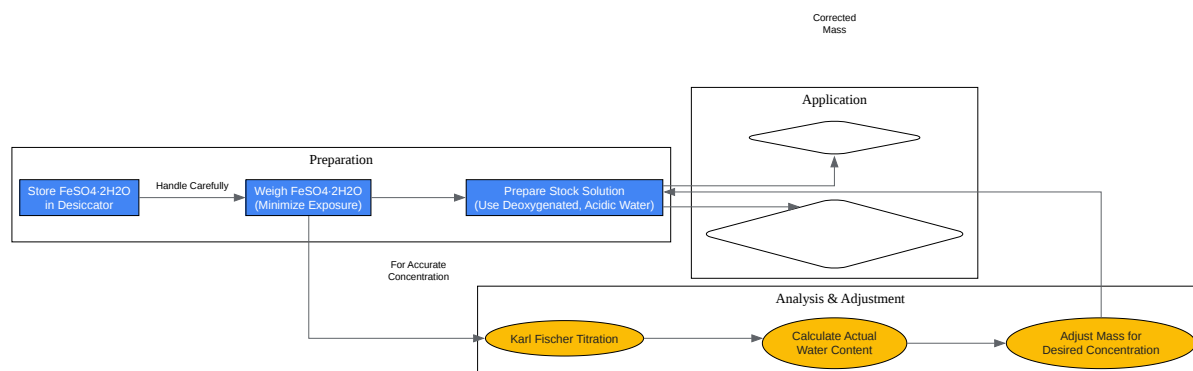 Corrected
Mass
Application
Preparation
Store FeSO4·2H2O
in Desiccator
Handle Carefully
Weigh FeSO4·2H2O
(Minimize Exposure)
Prepare Stock Solution
(Use Deoxygenated, Acidic Water)
For Accurate
Concentration
Analysis & Adjustment
Karl Fischer Titration
Calculate Actual
Water Content
Adjust Mass for
Desired Concentration